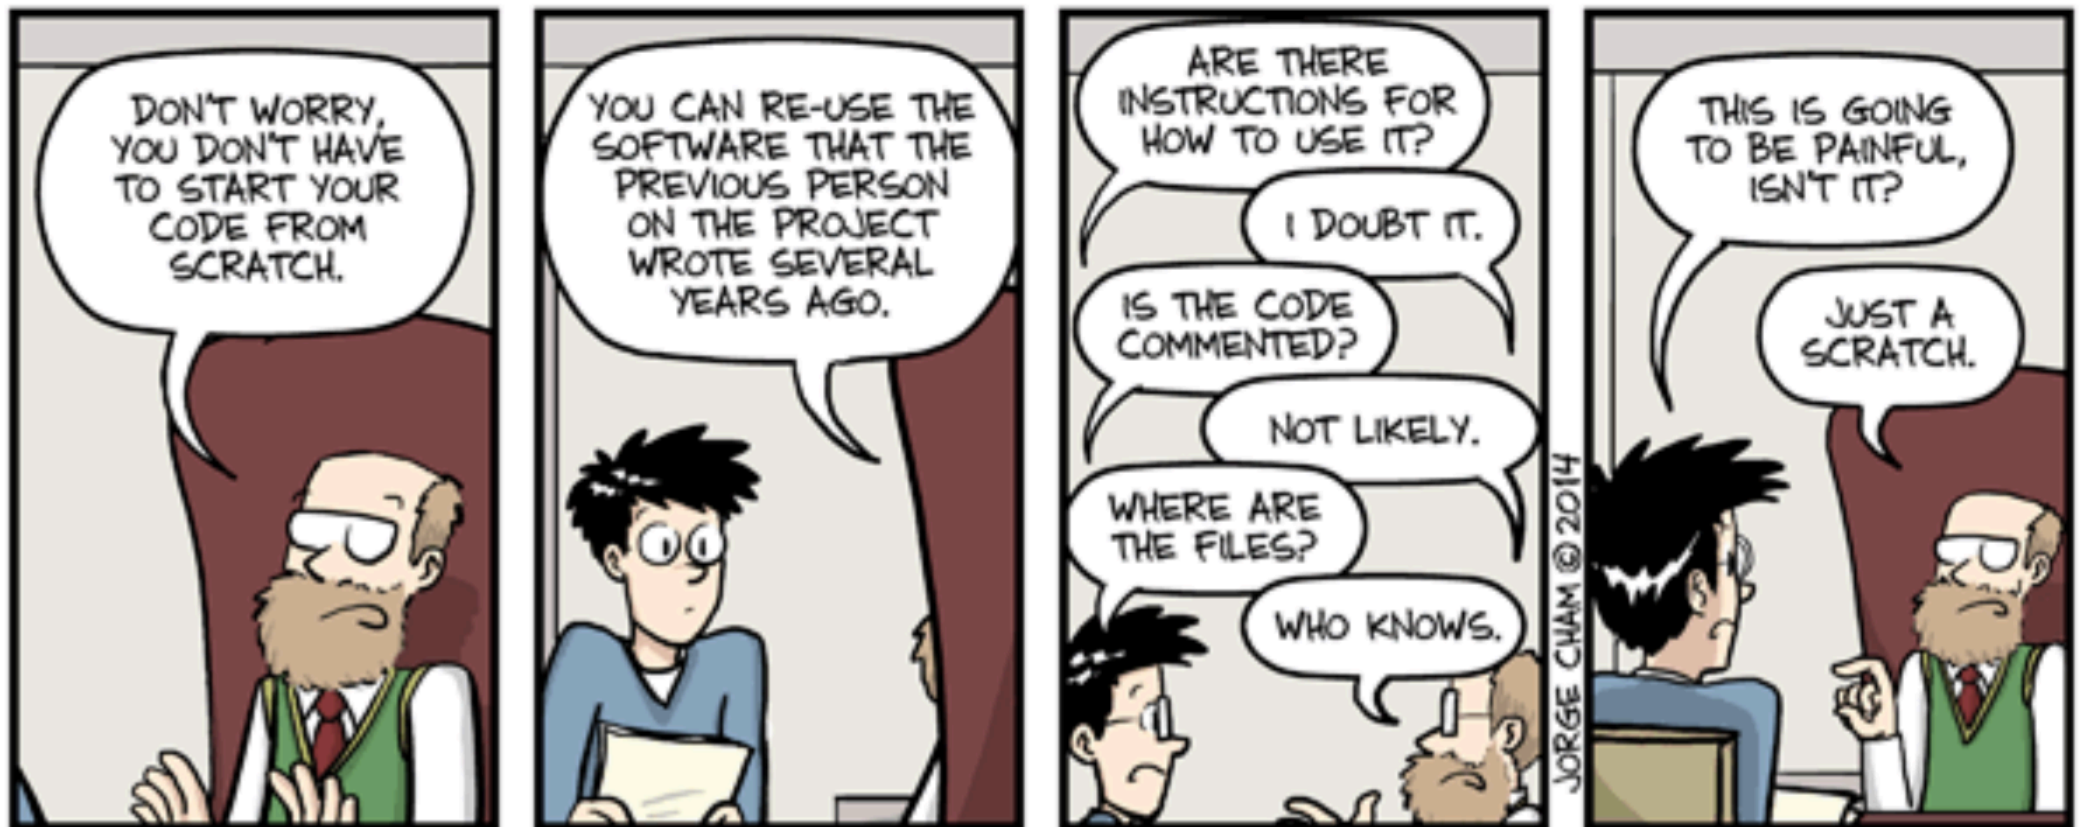 DON'T WORRY,
YOU DON'T HAVE
TO START YOUR
CODE FROM
SCRATCH.
YOU CAN RE-USE THE
SOFTWARE THAT THE
PREVIOUS PERSON
ON THE PROJECT
WROTE SEVERAL
YEARS AGO.
ARE THERE
INSTRUCTIONS FOR
HOW TO USE IT?
I DOUBT IT.
IS THE CODE
COMMENTED?
NOT LIKELY.
WHERE ARE
THE FILES?
WHO KNOWS.
JORGE CHAM © 2014
THIS IS GOING
TO BE PAINFUL,
ISN'T IT?
JUST A
SCRATCH.